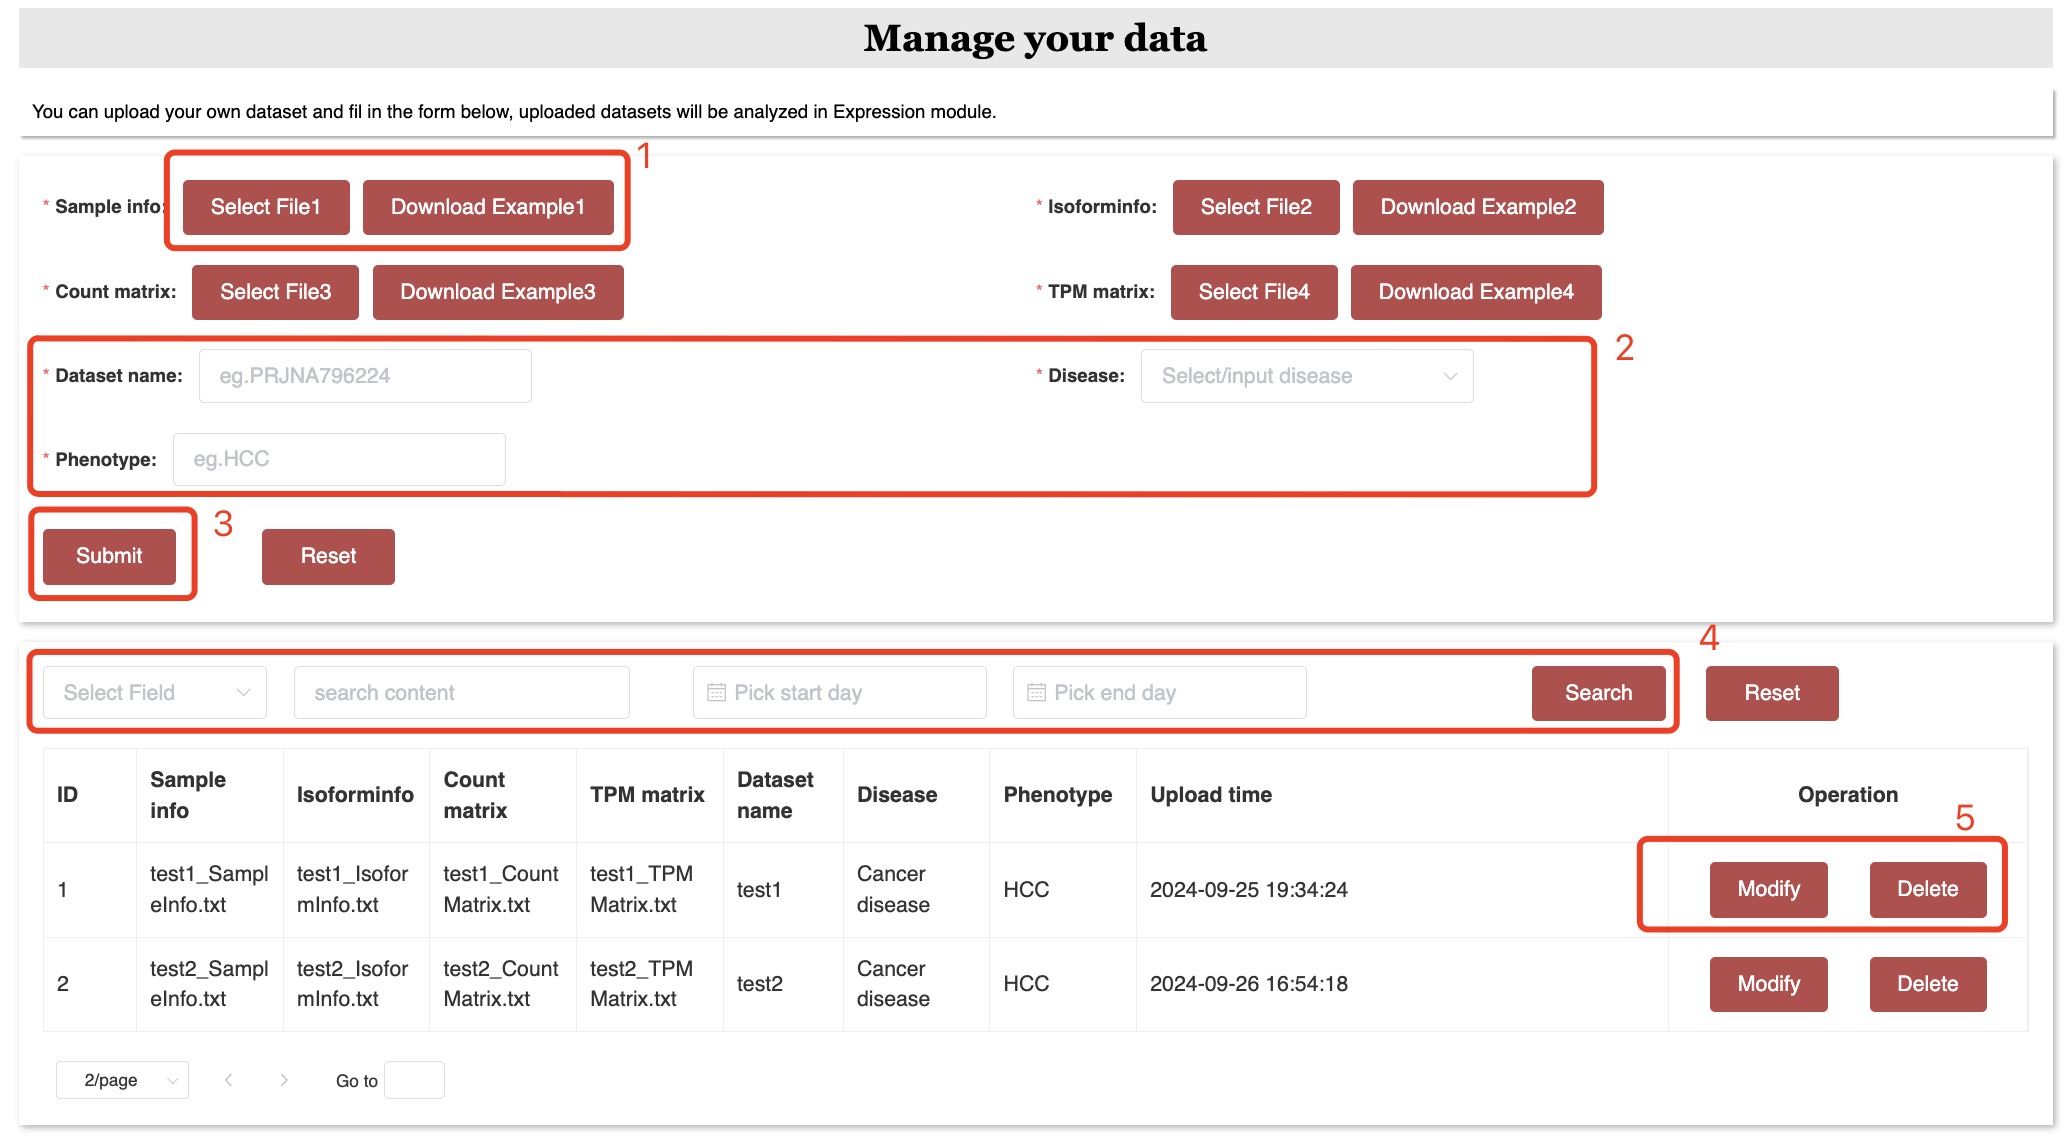 Manage your data
You can upload your own dataset and fil in the form below, uploaded datasets will be analyzed in Expression module.
1
* Sample info: Select File1 Download Example1 * Isoforminfo: Select File2 Download Example2
* Count matrix: Select File3 Download Example3 * TPM matrix: Select File4 Download Example4
2
* Dataset name: eg.PRJNA796224 * Disease: Select/input disease
* Phenotype: eg.HCC
3
Submit Reset
4
Select Field search content Pick start day Pick end day Search Reset
ID Sample info Isoforminfo Count matrix TPM matrix Dataset name Disease Phenotype Upload time Operation
5
1 test1_SampleInfo.txt test1_IsoformInfo.txt test1_CountMatrix.txt test1_TPMMatrix.txt test1 Cancer disease HCC 2024-09-25 19:34:24 Modify Delete
2 test2_SampleInfo.txt test2_IsoformInfo.txt test2_CountMatrix.txt test2_TPMMatrix.txt test2 Cancer disease HCC 2024-09-26 16:54:18 Modify Delete
2/page Go to